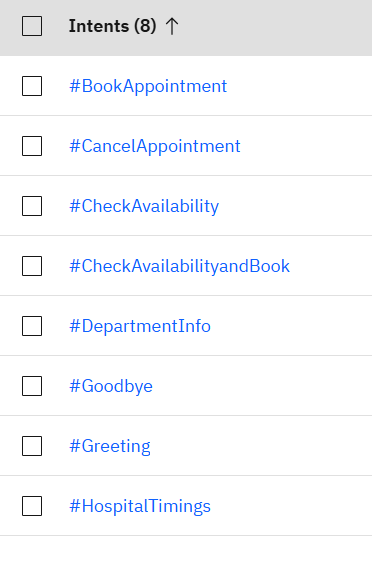 Intents (8) ↑
#BookAppointment
#CancelAppointment
#CheckAvailability
#CheckAvailabilityandBook
#DepartmentInfo
#Goodbye
#Greeting
#HospitalTimings